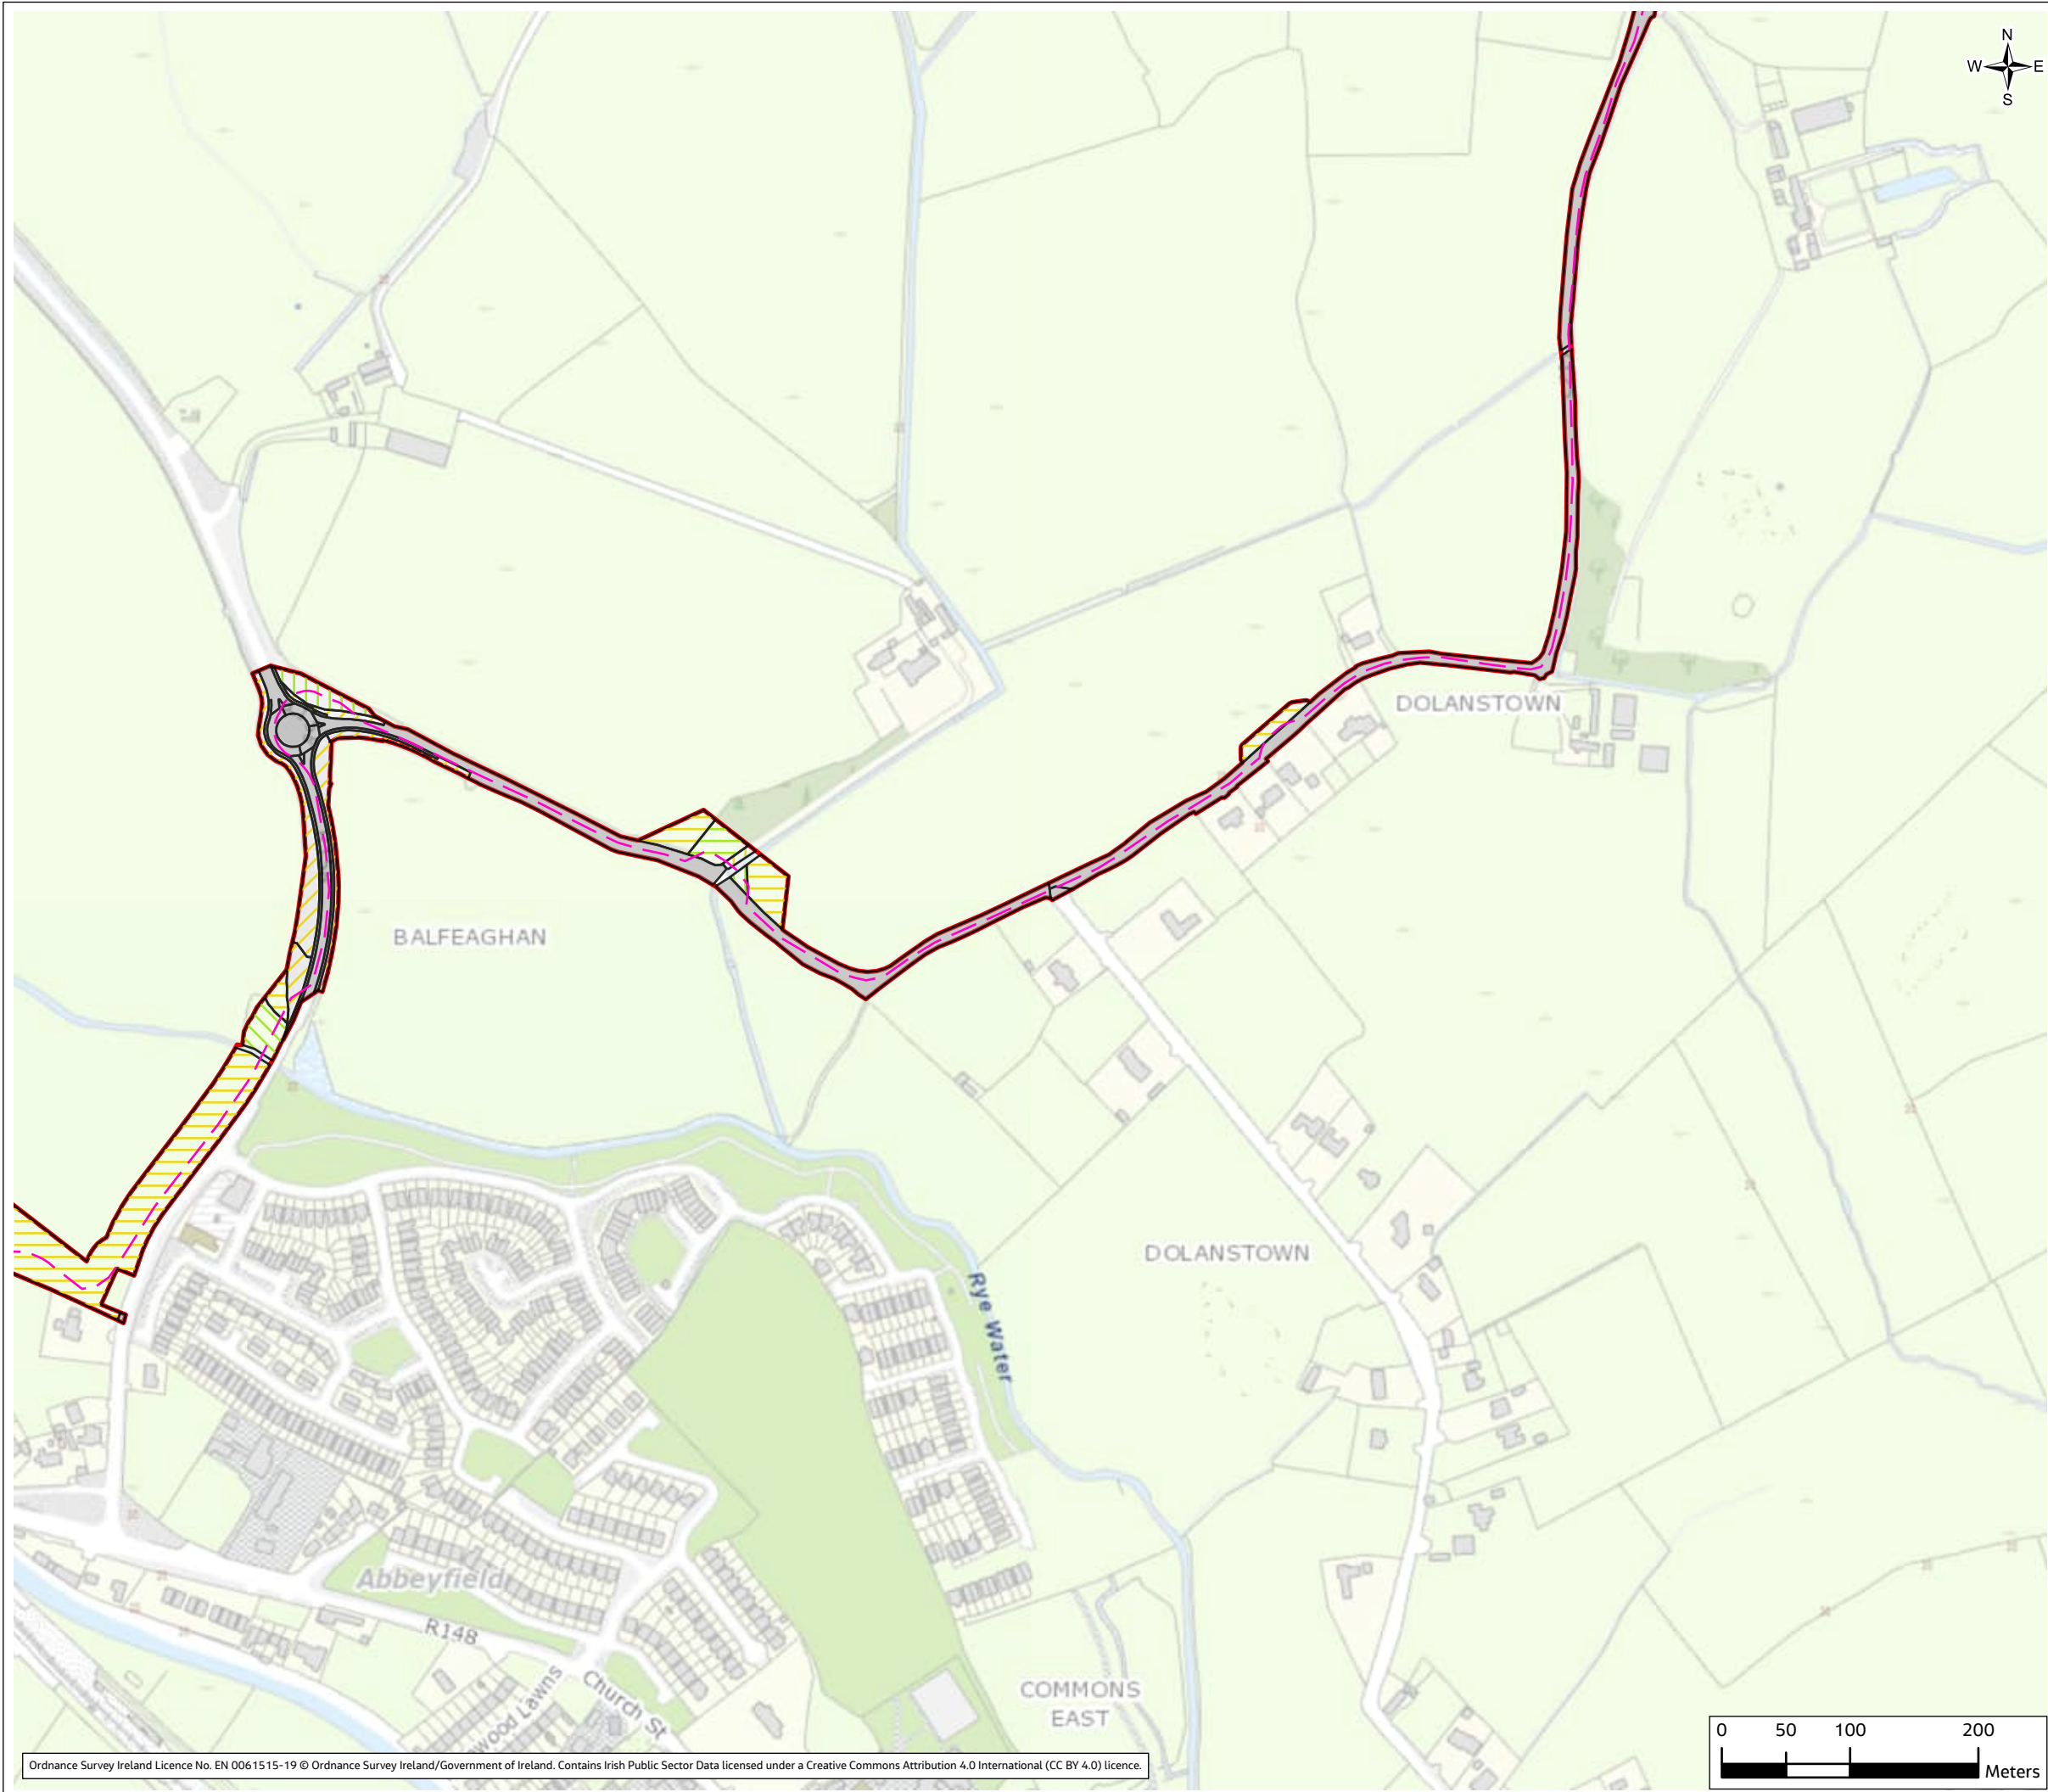 N
W E
S
DOLANSTOWN
BALFEAGHAN
DOLANSTOWN
Rye Water
Abbeyfield
R148
Church St
wood Lawns
COMMONS
EAST
0 50 100 200
Meters
Ordnance Survey Ireland Licence No. EN 0061515-19 © Ordnance Survey Ireland/Government of Ireland. Contains Irish Public Sector Data licensed under a Creative Commons Attribution 4.0 International (CC BY 4.0) licence.